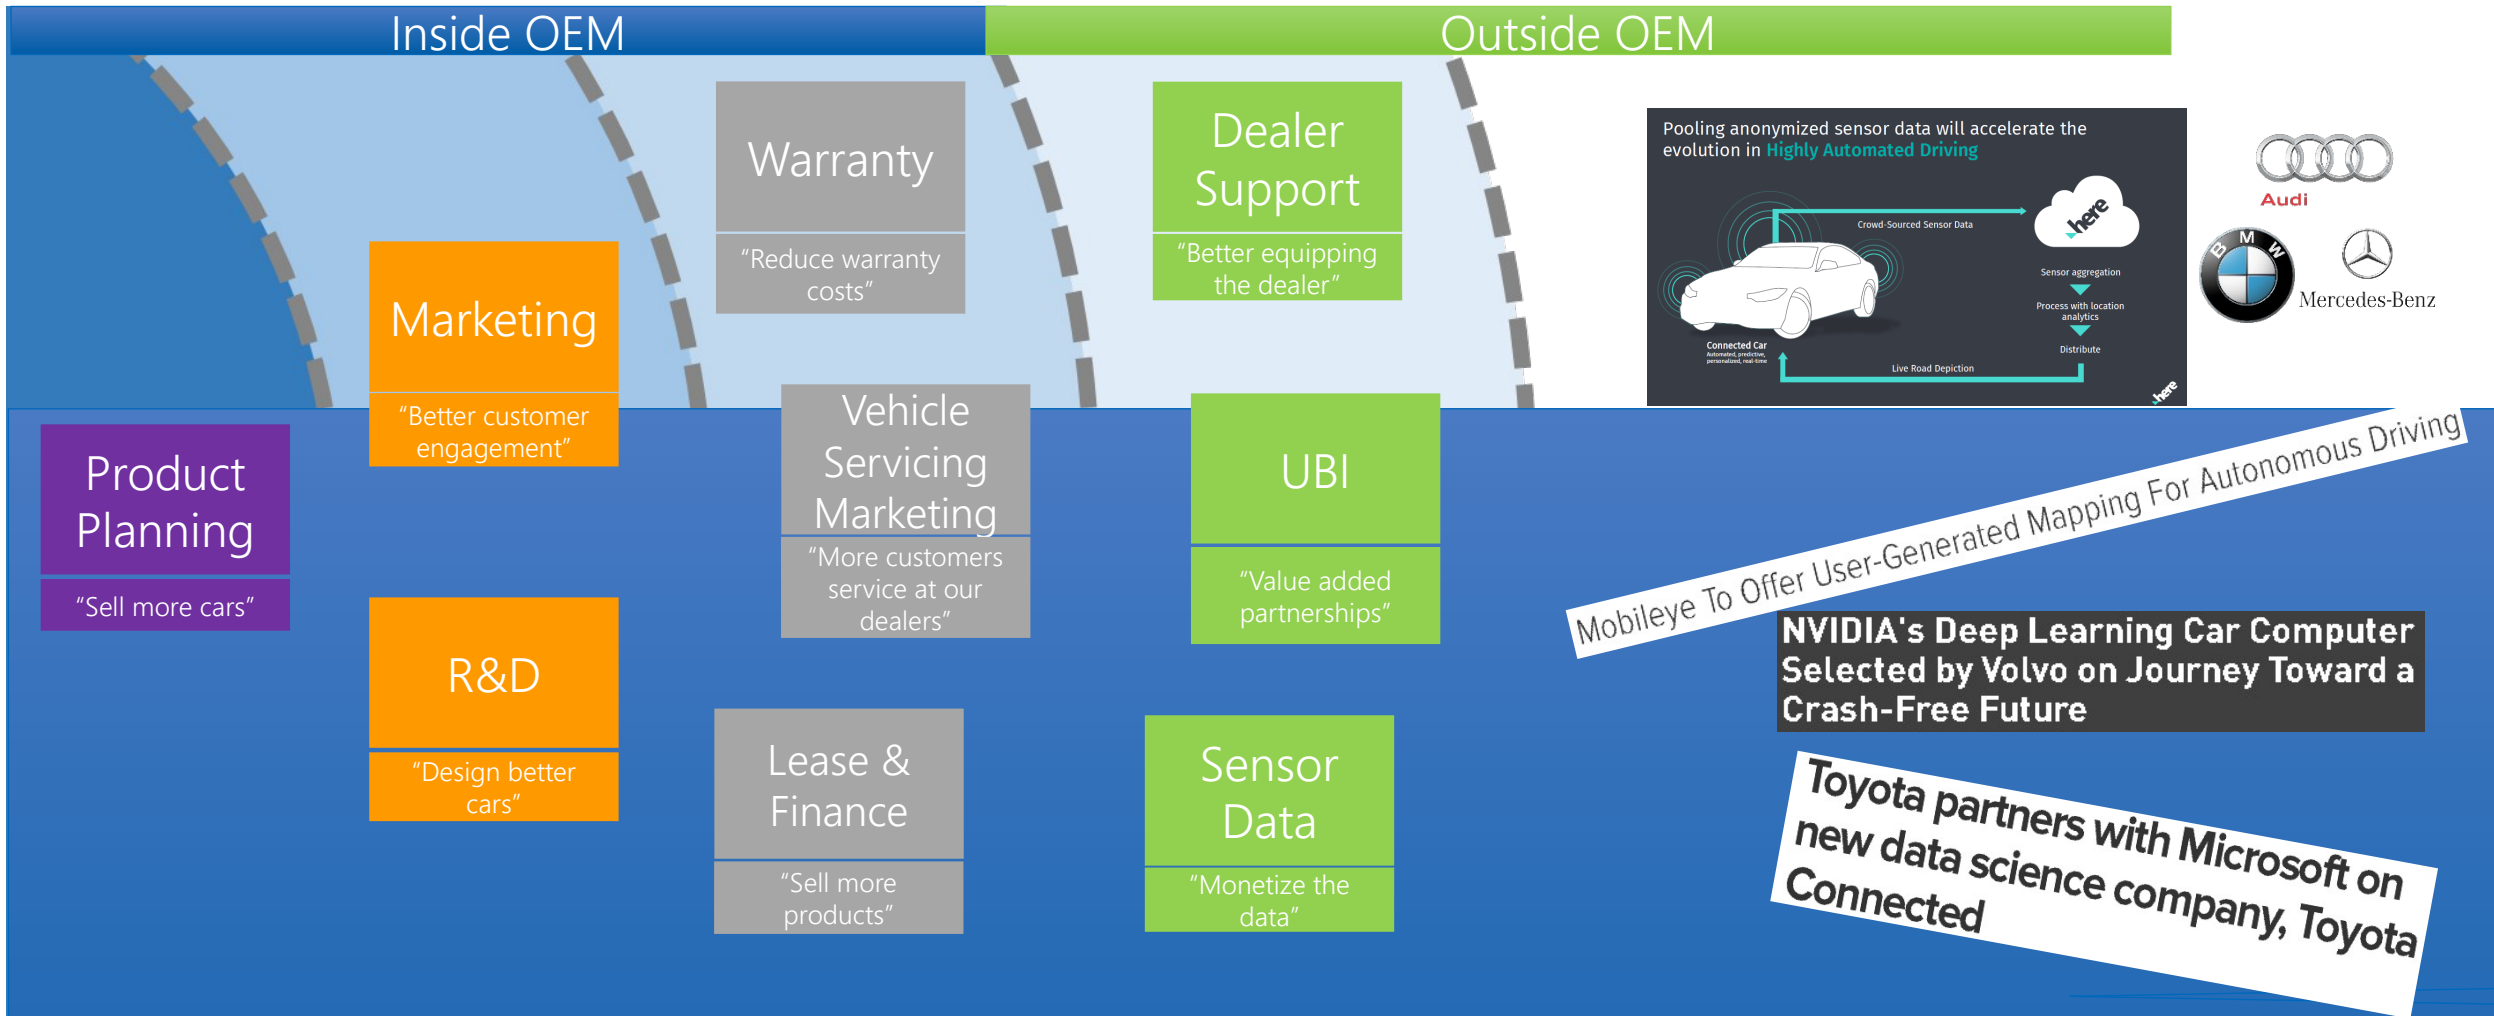 Inside OEM
Outside OEM
Product
Planning
“Sell more cars”
Marketing
“Better customer
engagement”
R&D
“Design better
cars”
Warranty
“Reduce warranty
costs”
Vehicle
Servicing
Marketing
“More customers
service at our
dealers”
Lease &
Finance
“Sell more
products”
Dealer
Support
“Better equipping
the dealer”
UBI
“Value added
partnerships”
Sensor
Data
“Monetize the
data”
Pooling anonymized sensor data will accelerate the
evolution in Highly Automated Driving
Crowd-Sourced Sensor Data
here
Sensor aggregation
Process with location
analytics
Distribute
Connected Car
Automated, predictive,
personalized, real-time
Live Road Depiction
here
Audi
BMW
Mercedes-Benz
Mobileye To Offer User-Generated Mapping For Autonomous Driving
NVIDIA's Deep Learning Car Computer
Selected by Volvo on Journey Toward a
Crash-Free Future
Toyota partners with Microsoft on
new data science company, Toyota
Connected